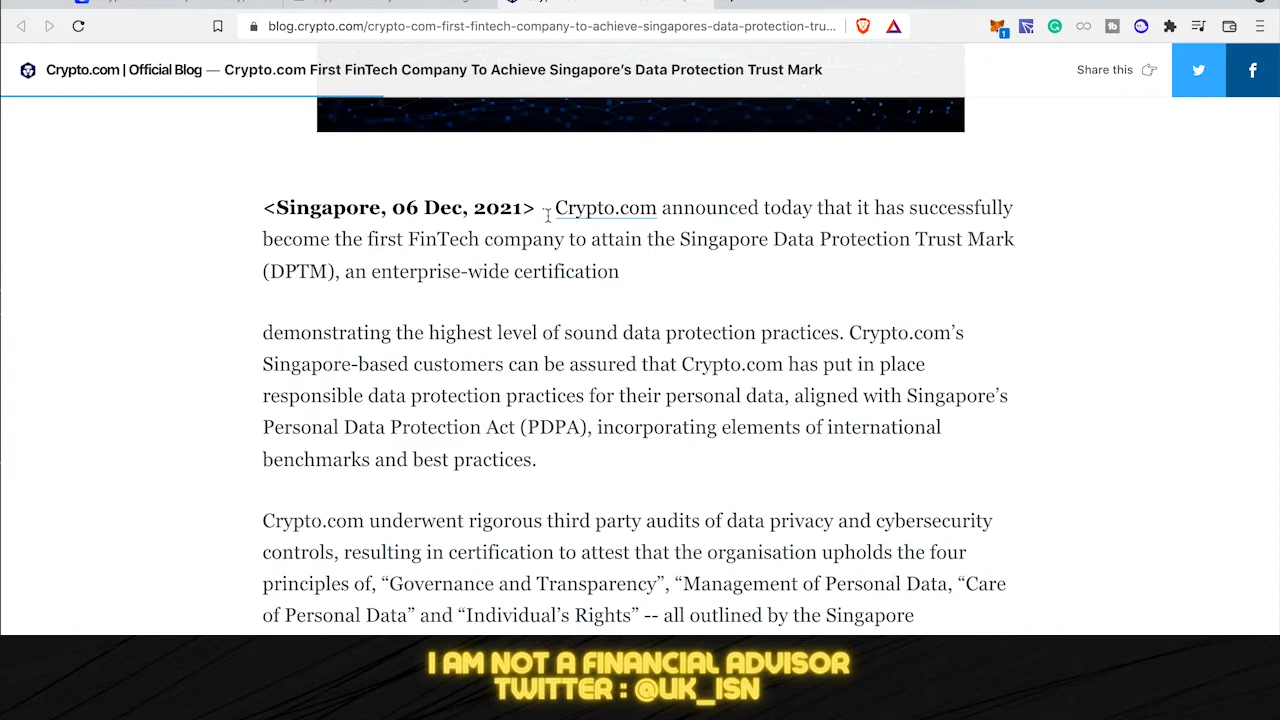 blog.crypto.com/crypto-com-first-fintech-company-to-achieve-singapores-data-protection-tru...
1
Crypto.com | Official Blog — Crypto.com First FinTech Company To Achieve Singapore's Data Protection Trust Mark
Share this
<Singapore, 06 Dec, 2021> - Crypto.com announced today that it has successfully
become the first FinTech company to attain the Singapore Data Protection Trust Mark
(DPTM), an enterprise-wide certification
demonstrating the highest level of sound data protection practices. Crypto.com's
Singapore-based customers can be assured that Crypto.com has put in place
responsible data protection practices for their personal data, aligned with Singapore's
Personal Data Protection Act (PDPA), incorporating elements of international
benchmarks and best practices.
Crypto.com underwent rigorous third party audits of data privacy and cybersecurity
controls, resulting in certification to attest that the organisation upholds the four
principles of, “Governance and Transparency”, “Management of Personal Data, “Care
of Personal Data” and “Individual's Rights” -- all outlined by the Singapore
I AM NOT A FINANCIAL ADVISOR
TWITTER : @UK_ISN